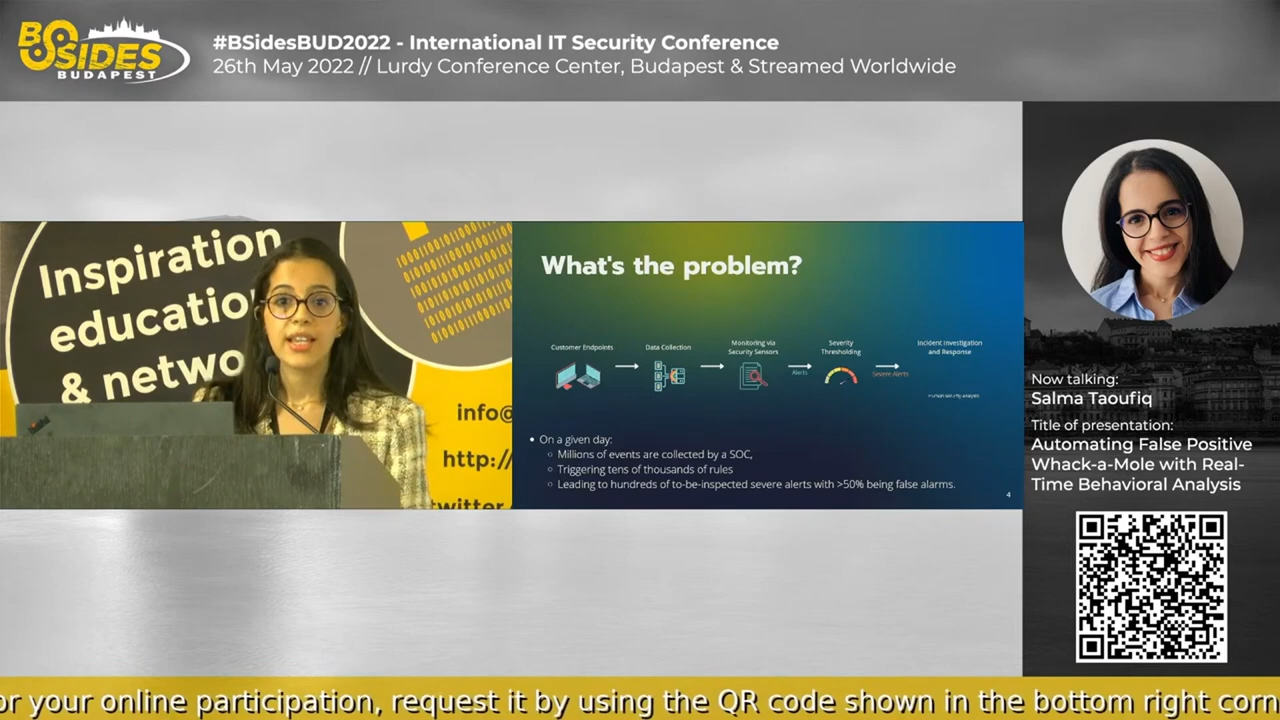 BSIDES
BUDAPEST
#BSidesBUD2022 - International IT Security Conference
26th May 2022 // Lurdy Conference Center, Budapest & Streamed Worldwide
Inspiration
educatio
& netwo
info@
http://
twitter
What's the problem?
Customer Endpoints
Data Collection
Monitoring via
Security Sensors
Alerts
Severity
Thresholding
Severe Alerts
Incident Investigation
and Response
Human security analysts
• On a given day:
○ Millions of events are collected by a SOC,
○ Triggering tens of thousands of rules
○ Leading to hundreds of to-be-inspected severe alerts with >50% being false alarms.
4
Now talking:
Salma Taoufiq
Title of presentation:
Automating False Positive
Whack-a-Mole with Real-
Time Behavioral Analysis
or your online participation, request it by using the QR code shown in the bottom right corn